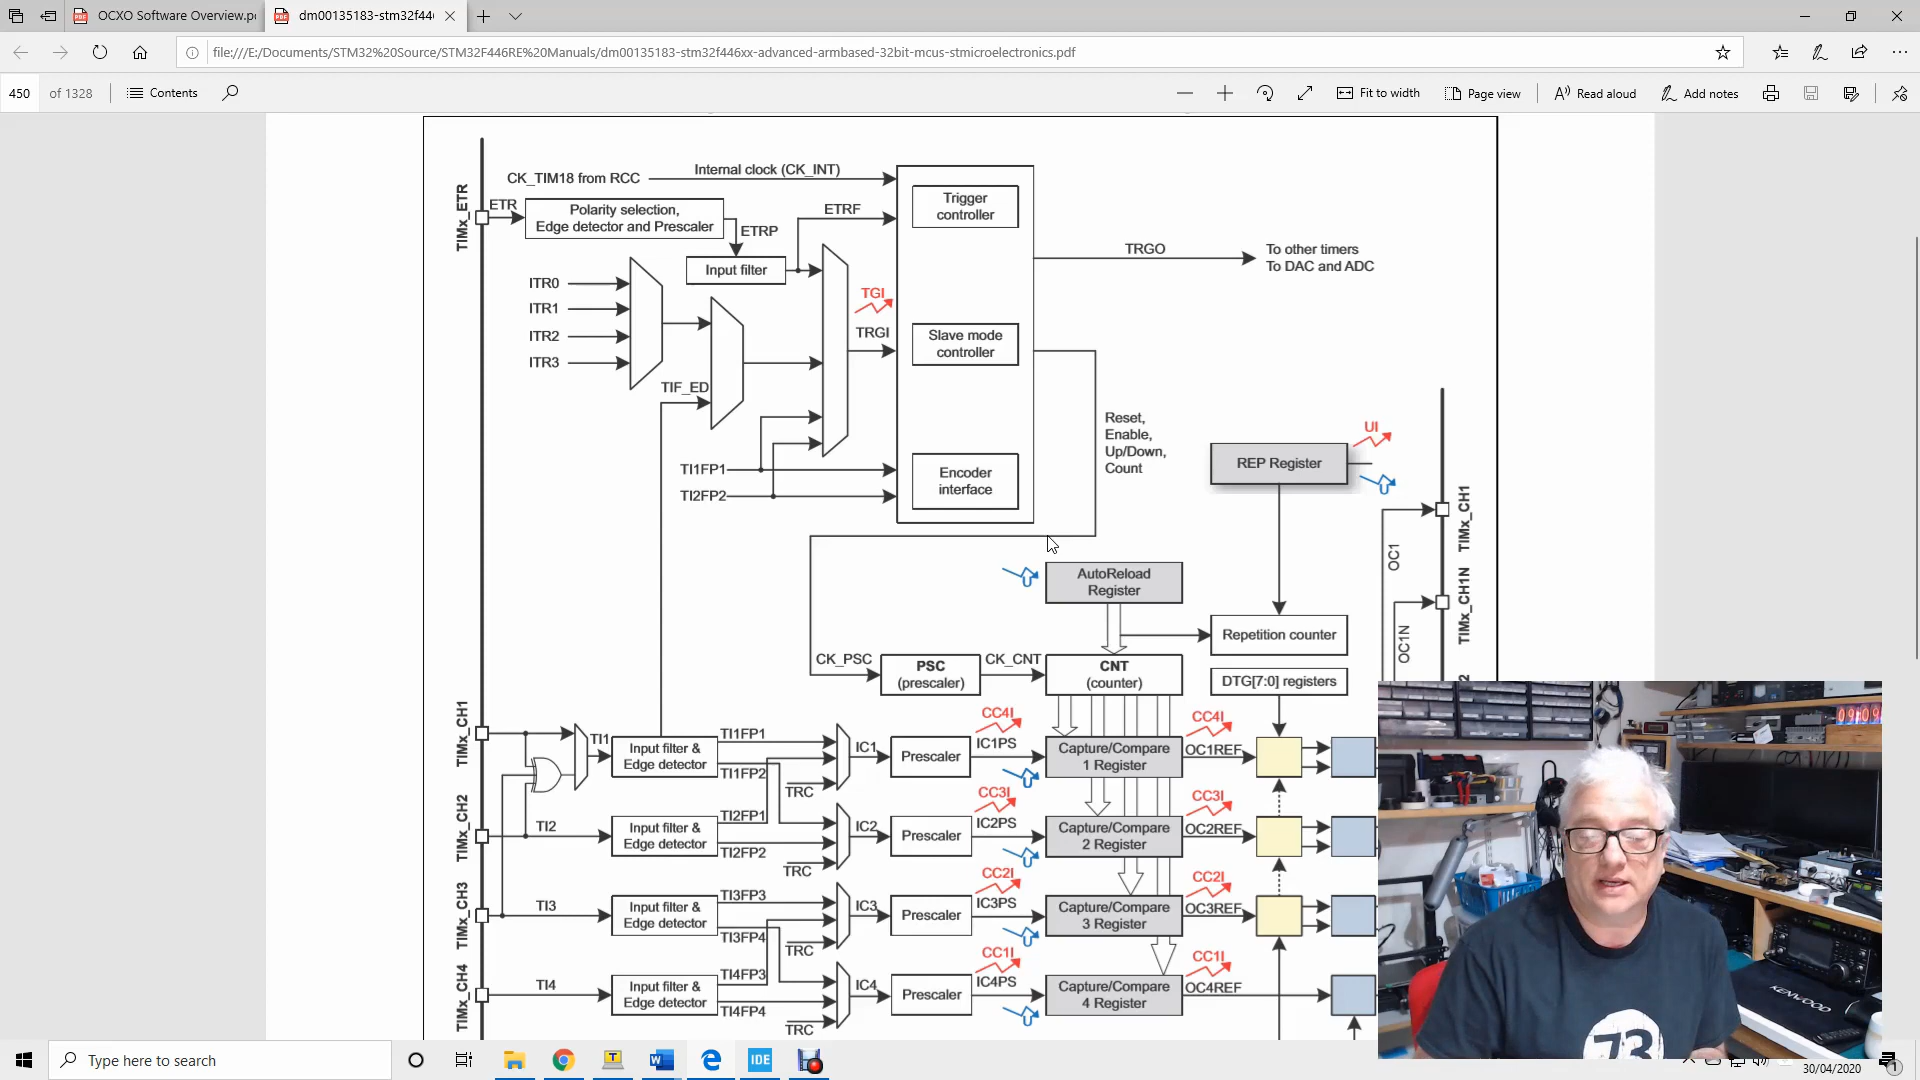 OCXO Software Overview.p
dm00135183-stm32f44
file:///E:/Documents/STM32%20Source/STM32F446RE%20Manuals/dm00135183-stm32f446xx-advanced-armbased-32bit-mcus-stmicroelectronics.pdf
450 of 1328 Contents Fit to width Page view Read aloud Add notes
TIMx_ETR
CK_TIM18 from RCC
Internal clock (CK_INT)
ETR
Polarity selection,
Edge detector and Prescaler
ETRP
ETRF
Input filter
Trigger
controller
TRGO
To other timers
To DAC and ADC
ITR0
ITR1
ITR2
ITR3
TGI
TRGI
Slave mode
controller
TIF_ED
Reset,
Enable,
Up/Down,
Count
TI1FP1
TI2FP2
Encoder
interface
REP Register
UI
U
TIMx_CH1
OC1
TIMx_CH1N
OC1N
U
AutoReload
Register
Repetition counter
CK_PSC
PSC
(prescaler)
CK_CNT
CNT
(counter)
DTG[7:0] registers
2
TIMx_CH1
TI1
Input filter &
Edge detector
TI1FP1
TI1FP2
TRC
IC1
Prescaler
CC4I
IC1PS
U
Capture/Compare
1 Register
CC4I
OC1REF
TIMx_CH2
TI2
Input filter &
Edge detector
TI2FP1
TI2FP2
TRC
IC2
Prescaler
CC3I
IC2PS
U
Capture/Compare
2 Register
CC3I
OC2REF
TIMx_CH3
TI3
Input filter &
Edge detector
TI3FP3
TI3FP4
TRC
IC3
Prescaler
CC2I
IC3PS
U
Capture/Compare
3 Register
CC2I
OC3REF
TIMx_CH4
TI4
Input filter &
Edge detector
TI4FP3
TI4FP4
TRC
IC4
Prescaler
CC1I
IC4PS
U
Capture/Compare
4 Register
CC1I
OC4REF
KENWOOD
73
Type here to search
IDE
30/04/2020
1